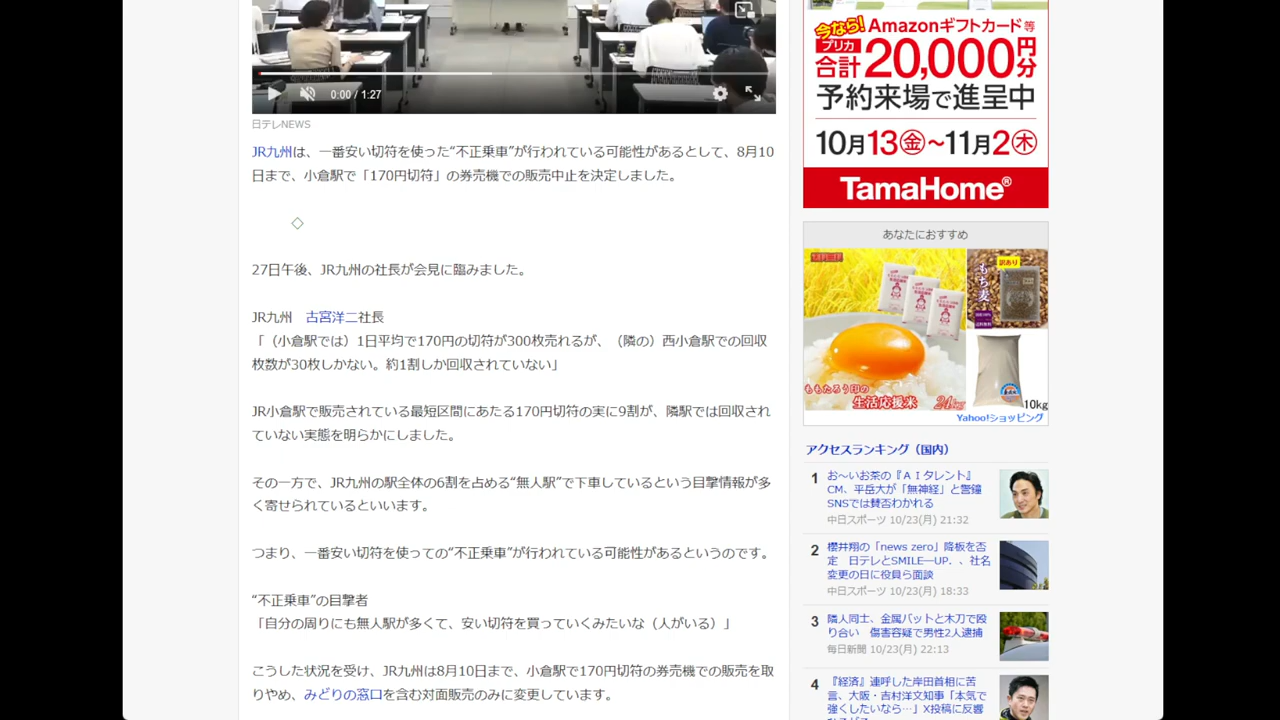 0:00 / 1:27
日テレNEWS
JR九州は、一番安い切符を使った“不正乗車”が行われている可能性があるとして、8月10
日まで、小倉駅で「170円切符」の券売機での販売中止を決定しました。
◇
27日午後、JR九州の社長が会見に臨みました。
JR九州　古宮洋二社長
「（小倉駅では）1日平均で170円の切符が300枚売れるが、（隣の）西小倉駅での回収
枚数が30枚しかない。約1割しか回収されていない」
JR小倉駅で販売されている最短区間にあたる170円切符の実に9割が、隣駅では回収され
ていない実態を明らかにしました。
その一方で、JR九州の駅全体の6割を占める“無人駅”で下車しているという目撃情報が多
く寄せられているといいます。
つまり、一番安い切符を使っての“不正乗車”が行われている可能性があるというのです。
“不正乗車”の目撃者
「自分の周りにも無人駅が多くて、安い切符を買っていくみたいな（人がいる）」
こうした状況を受け、JR九州は8月10日まで、小倉駅で170円切符の券売機での販売を取
りやめ、みどりの窓口を含む対面販売のみに変更しています。
今なら!
Amazonギフトカード等
プリカ
合計20,000円分
予約来場で進呈中
10月13㊎〜11月2㊍
TamaHome®
あなたにおすすめ
訳あり
もち麦
ももたろう印の
生活応援米 24kg
10kg
Yahoo!ショッピング
アクセスランキング（国内）
1
お〜いお茶の『ＡＩタレント』
CM、平岳大が「無神経」と警鐘
SNSでは賛否わかれる
中日スポーツ 10/23(月) 21:32
2
櫻井翔の「news zero」降板を否
定　日テレとSMILE―UP．、社名
変更の日に役員ら面談
中日スポーツ 10/23(月) 18:33
3
隣人同士、金属バットと木刀で殴
り合い　傷害容疑で男性2人逮捕
毎日新聞 10/23(月) 22:13
4
『経済』連呼した岸田首相に苦
言、大阪・吉村洋文知事「本気で
強くしたいなら…」X投稿に反響